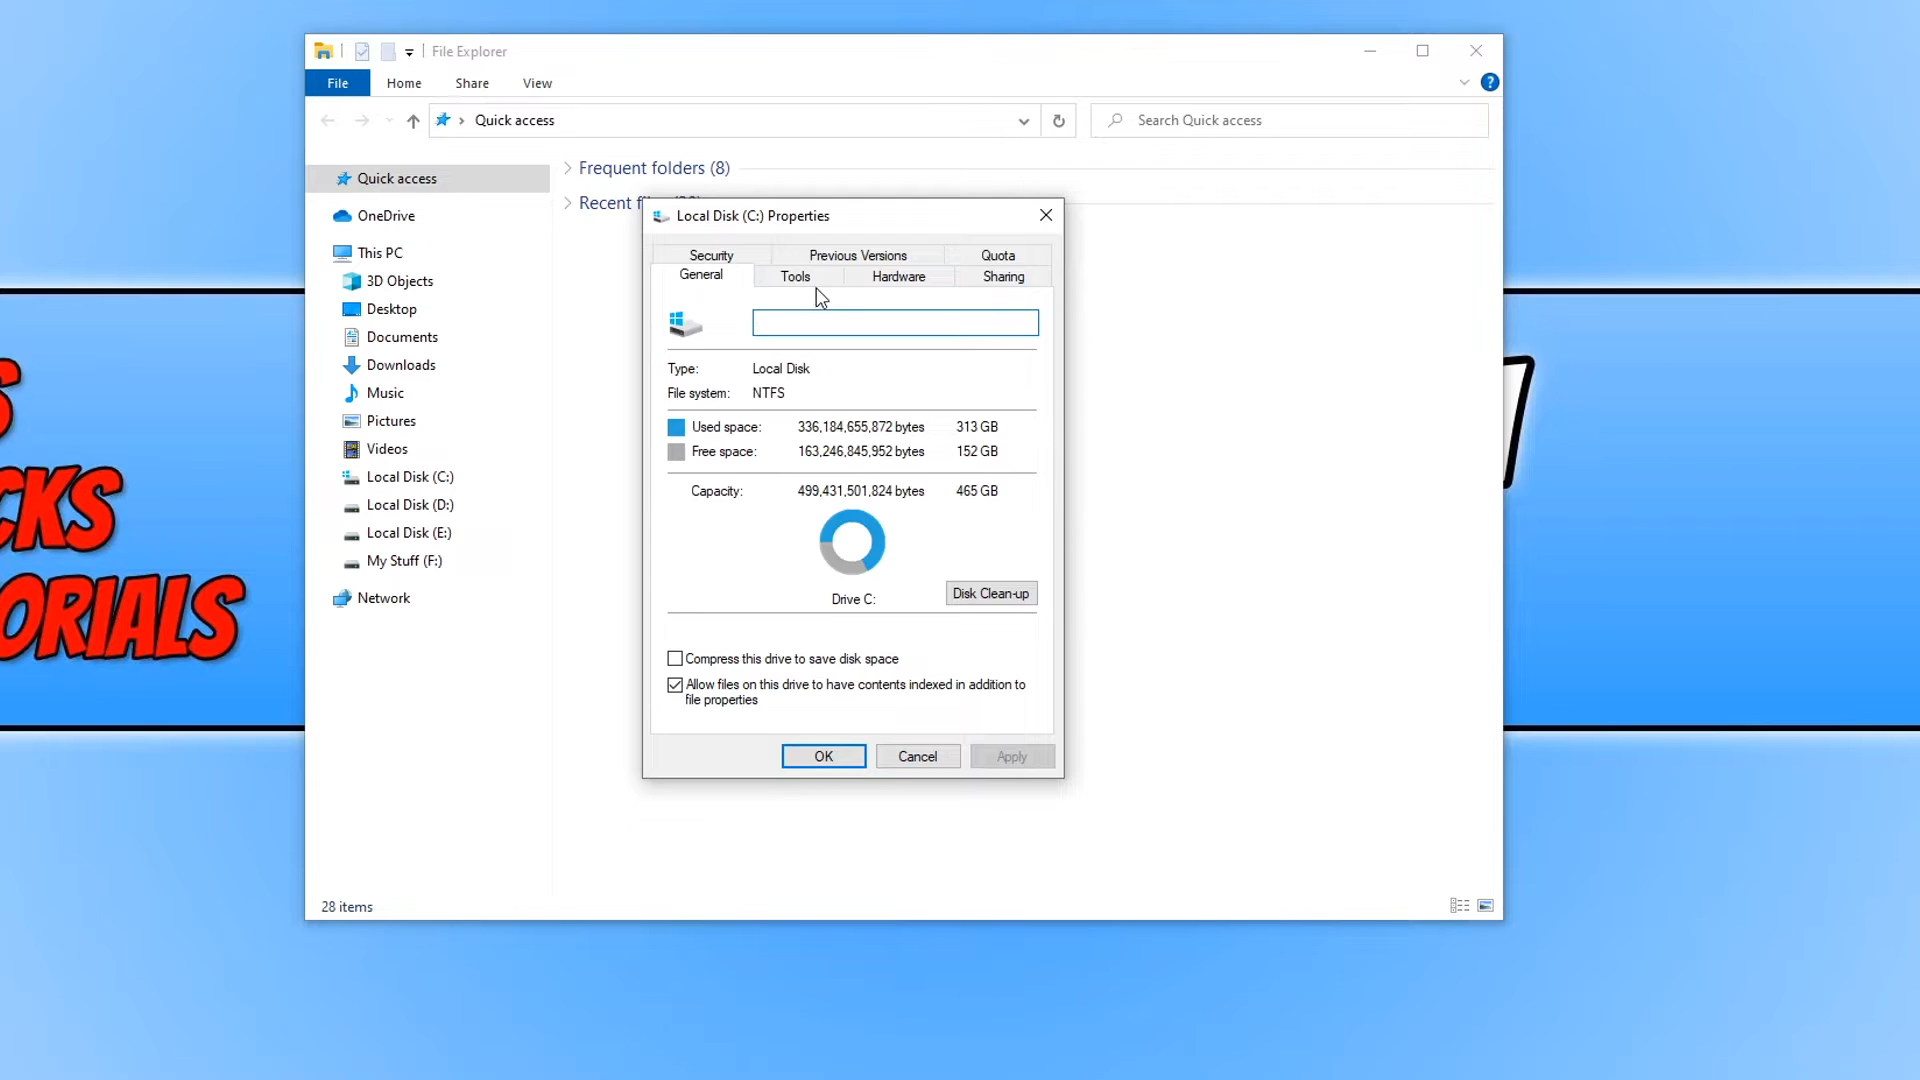 File Explorer
File Home Share View
?
Quick access
Search Quick access
Quick access
OneDrive
This PC
3D Objects
Desktop
Documents
Downloads
Music
Pictures
Videos
Local Disk (C:)
Local Disk (D:)
Local Disk (E:)
My Stuff (F:)
Network
Frequent folders (8)
Recent
Local Disk (C:) Properties
Security Previous Versions Quota
General Tools Hardware Sharing
Type: Local Disk
File system: NTFS
Used space: 336,184,655,872 bytes 313 GB
Free space: 163,246,845,952 bytes 152 GB
Capacity: 499,431,501,824 bytes 465 GB
Drive C:
Disk Clean-up
Compress this drive to save disk space
Allow files on this drive to have contents indexed in addition to
file properties
OK Cancel Apply
28 items
S
CKS
ORIALS